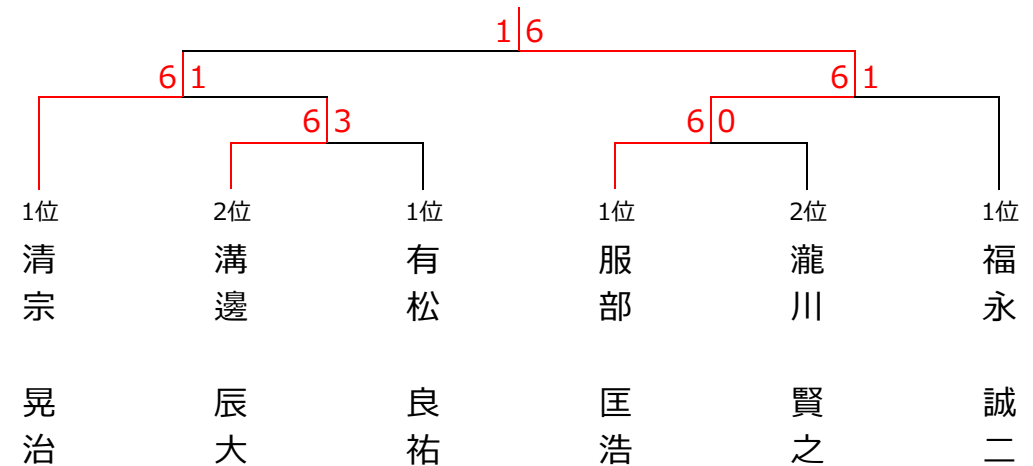 1 6
6 1
6 1
6 3
6 0
1位
2位
1位
1位
2位
1位
清宗 晃治
溝邊 辰大
有松 良祐
服部 匡浩
瀧川 賢之
福永 誠二